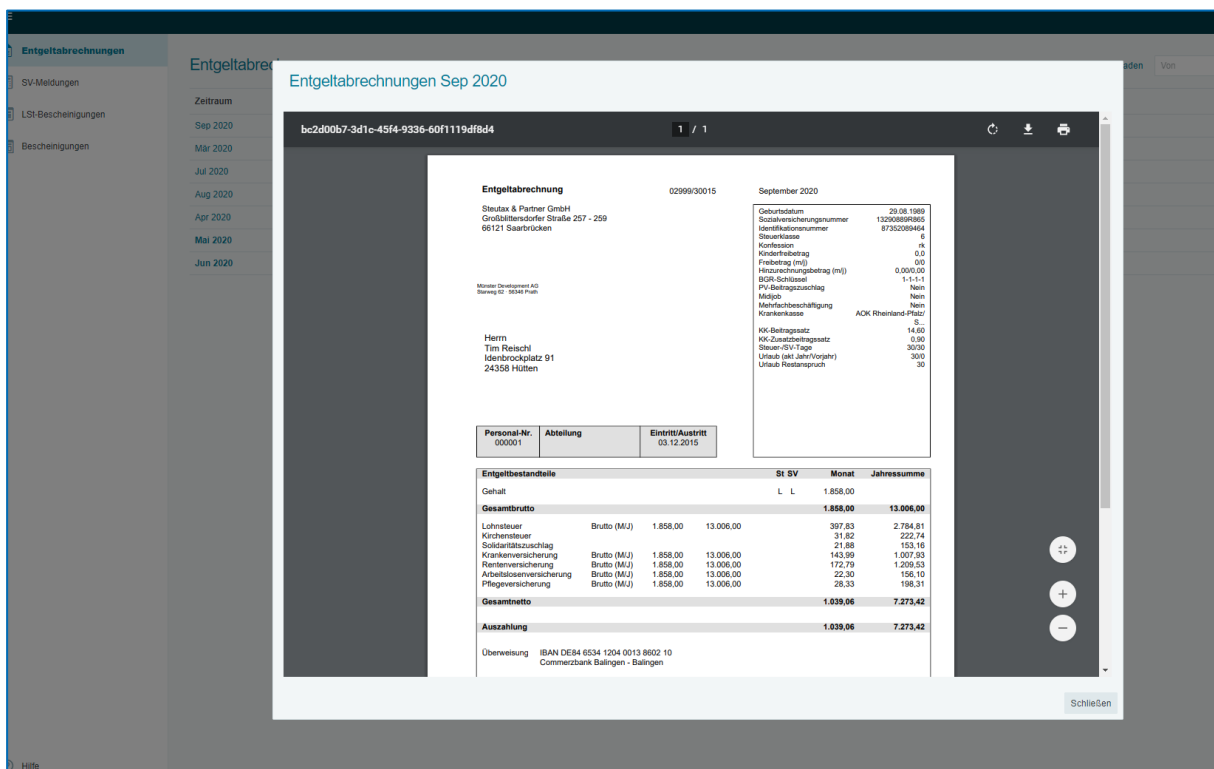 Entgeltabrechnungen
SV-Meldungen
LSt-Bescheinigungen
Bescheinigungen
Hilfe
Entgeltabrec
aden Von
Zeitraum
Sep 2020
Mär 2020
Jul 2020
Aug 2020
Apr 2020
Mai 2020
Jun 2020
Entgeltabrechnungen Sep 2020
bc2d00b7-3d1c-45f4-9336-60f1119df8d4 1 / 1
Entgeltabrechnung 02999/30015 September 2020
Steutax & Partner GmbH
Großblittersdorfer Straße 257 - 259
66121 Saarbrücken
Münster Development AG
Starweg 62 · 56346 Prath
Herrn
Tim Reischl
Idenbrockplatz 91
24358 Hütten
Geburtsdatum 29.08.1989
Sozialversicherungsnummer 13290889R865
Identifikationsnummer 87352089464
Steuerklasse 6
Konfession rk
Kinderfreibetrag 0,0
Freibetrag (m/j) 0/0
Hinzurechnungsbetrag (m/j) 0,00/0,00
BGR-Schlüssel 1-1-1-1
PV-Beitragszuschlag Nein
Midijob Nein
Mehrfachbeschäftigung Nein
Krankenkasse AOK Rheinland-Pfalz/
S...
KK-Beitragssatz 14,60
KK-Zusatzbeitragssatz 0,90
Steuer-/SV-Tage 30/30
Urlaub (akt Jahr/Vorjahr) 30/0
Urlaub Restanspruch 30
Personal-Nr. Abteilung Eintritt/Austritt
000001 03.12.2015
Entgeltbestandteile St SV Monat Jahressumme
Gehalt L L 1.858,00
Gesamtbrutto 1.858,00 13.006,00
Lohnsteuer Brutto (M/J) 1.858,00 13.006,00 397,83 2.784,81
Kirchensteuer 31,82 222,74
Solidaritätszuschlag 21,88 153,16
Krankenversicherung Brutto (M/J) 1.858,00 13.006,00 143,99 1.007,93
Rentenversicherung Brutto (M/J) 1.858,00 13.006,00 172,79 1.209,53
Arbeitslosenversicherung Brutto (M/J) 1.858,00 13.006,00 22,30 156,10
Pflegeversicherung Brutto (M/J) 1.858,00 13.006,00 28,33 198,31
Gesamtnetto 1.039,06 7.273,42
Auszahlung 1.039,06 7.273,42
Überweisung IBAN DE84 6534 1204 0013 8602 10
Commerzbank Balingen - Balingen
Schließen